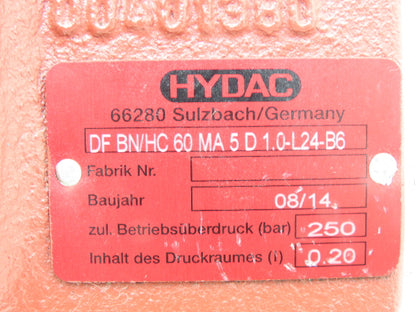 HYDAC
66280 Sulzbach/Germany
DF BN/HC 60 MA 5 D 1.0-L24-B6
Fabrik Nr.
Baujahr 08/14
zul. Betriebsüberdruck (bar) 250
Inhalt des Druckraumes (l) 0.20